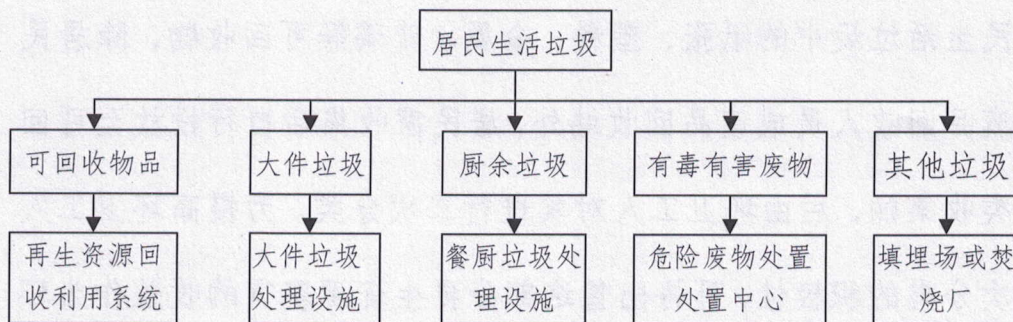 居民生活垃圾
可回收物品
大件垃圾
厨余垃圾
有毒有害废物
其他垃圾
再生资源回
收利用系统
大件垃圾
处理设施
餐厨垃圾处
理设施
危险废物处置
处置中心
填埋场或焚
烧厂